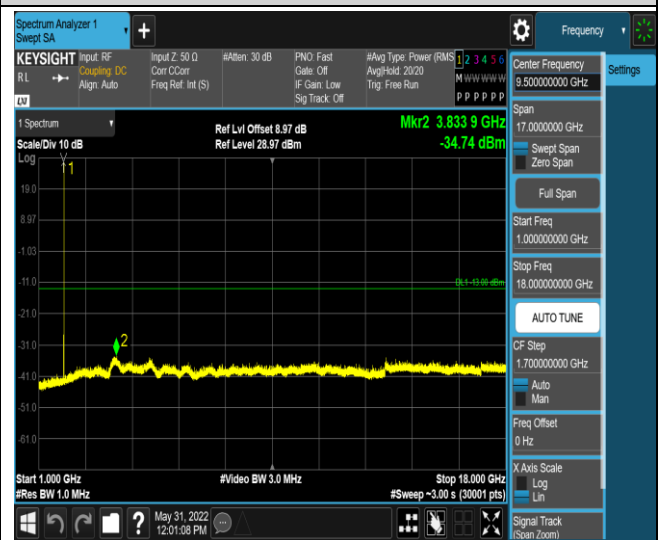 Spectrum Analyzer 1
Swept SA
+
Frequency
KEYSIGHT
RL
LXI
Input: RF
Coupling: DC
Align: Auto
Input Z: 50 Ω
Corr CCorr
Freq Ref: Int (S)
#Atten: 30 dB
PNO: Fast
Gate: Off
IF Gain: Low
Sig Track: Off
#Avg Type: Power (RMS
Avg|Hold: 20/20
Trig: Free Run
1 2 3 4 5 6
M W W W W W
P P P P P P
1 Spectrum
Scale/Div 10 dB
Log
Ref Lvl Offset 8.97 dB
Ref Level 28.97 dBm
Mkr2 3.833 9 GHz
-34.74 dBm
1
19.0
8.97
-1.03
-11.0
DL1 -13.00 dBm
-21.0
-31.0
2
-41.0
-51.0
-61.0
Start 1.000 GHz
#Res BW 1.0 MHz
#Video BW 3.0 MHz
Stop 18.000 GHz
#Sweep ~3.00 s (30001 pts)
?
May 31, 2022
12:01:08 PM
Center Frequency
9.500000000 GHz
Settings
Span
17.0000000 GHz
Swept Span
Zero Span
Full Span
Start Freq
1.000000000 GHz
Stop Freq
18.000000000 GHz
AUTO TUNE
CF Step
1.700000000 GHz
Auto
Man
Freq Offset
0 Hz
X Axis Scale
Log
Lin
Signal Track
(Span Zoom)